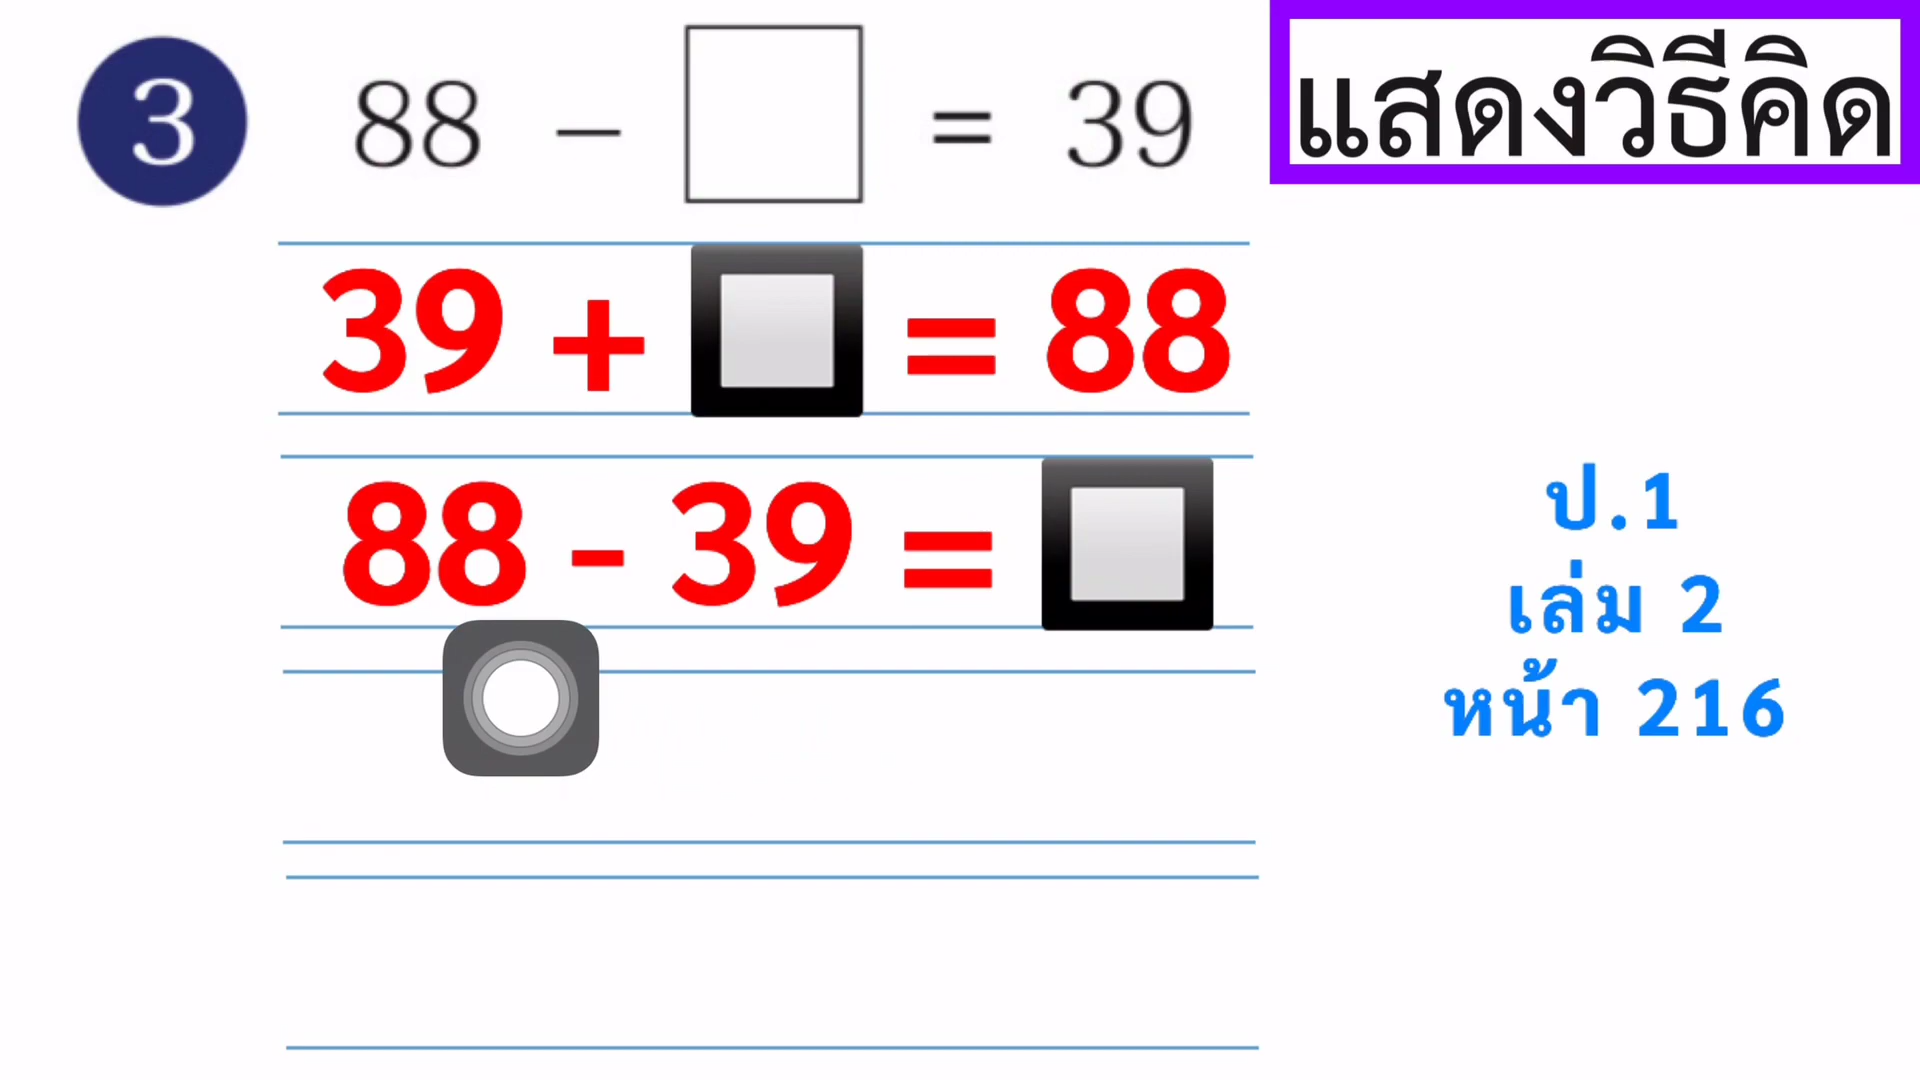 3 88 − □ = 39
แสดงวิธีคิด
39 + □ = 88
88 - 39 = □
ป.1
เล่ม 2
หน้า 216